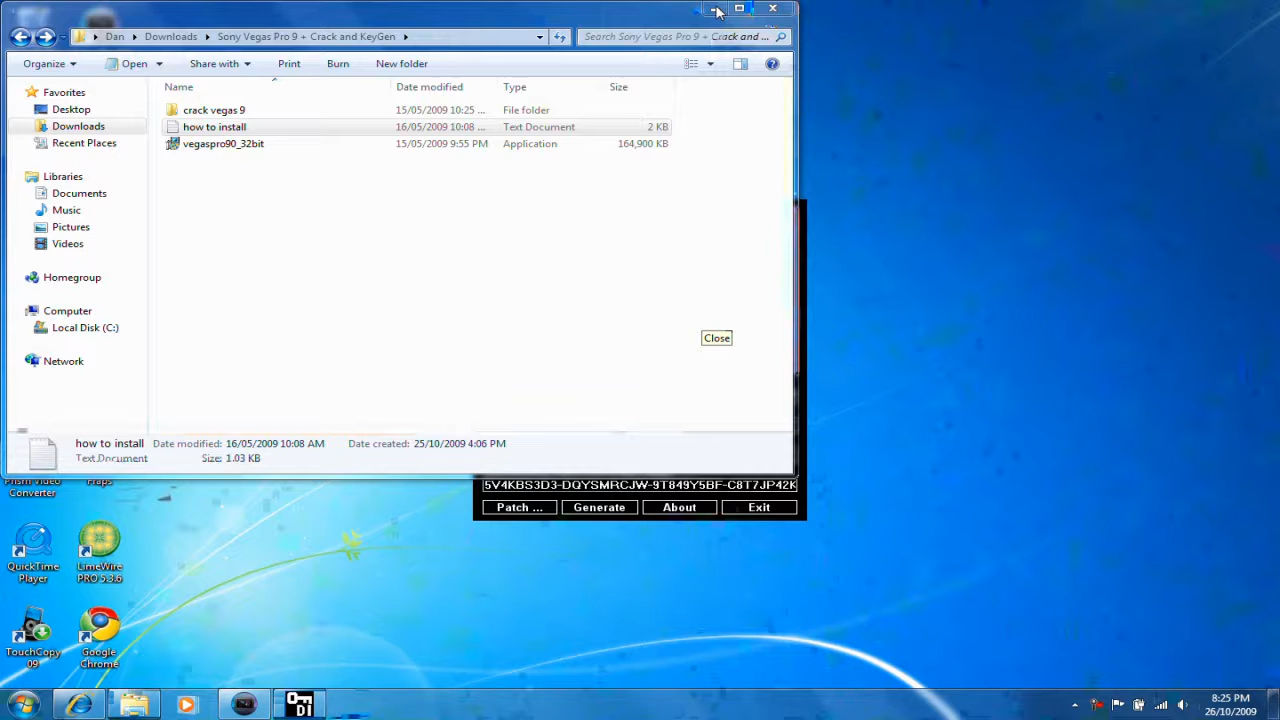 Dan Downloads Sony Vegas Pro 9 + Crack and KeyGen
Search Sony Vegas Pro 9 + Crack and ...
Organize Open Share with Print Burn New folder
Name Date modified Type Size
Favorites
Desktop
Downloads
Recent Places
Libraries
Documents
Music
Pictures
Videos
Homegroup
Computer
Local Disk (C:)
Network
crack vegas 9 15/05/2009 10:25 ... File folder
how to install 16/05/2009 10:08 ... Text Document 2 KB
vegaspro90_32bit 15/05/2009 9:55 PM Application 164,900 KB
Close
how to install Date modified: 16/05/2009 10:08 AM Date created: 25/10/2009 4:06 PM
Text Document Size: 1.03 KB
5V4KBS3D3-DQYSMRCJW-9T849Y5BF-C8T7JP42K
Patch ... Generate About Exit
Prism Video
Converter
Fraps
QuickTime
Player
LimeWire
PRO 5.3.6
TouchCopy
09
Google
Chrome
8:25 PM
26/10/2009